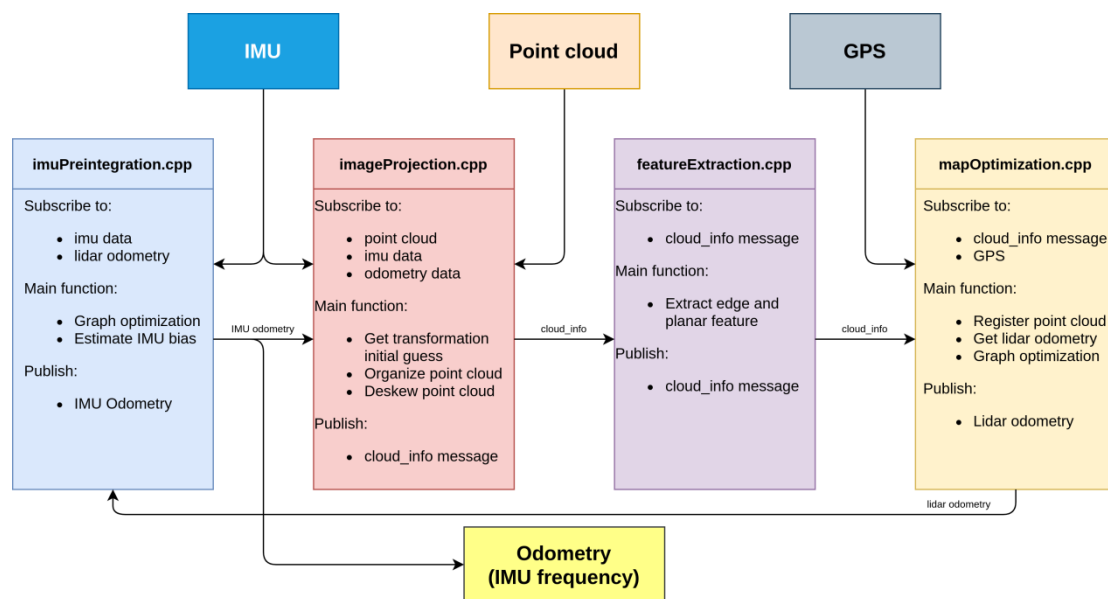 IMU
Point cloud
GPS
imuPreintegration.cpp
Subscribe to:
imu data
lidar odometry
Main function:
Graph optimization
Estimate IMU bias
Publish:
IMU Odometry
IMU odometry
imageProjection.cpp
Subscribe to:
point cloud
imu data
odometry data
Main function:
Get transformation
initial guess
Organize point cloud
Deskew point cloud
Publish:
cloud_info message
cloud_info
featureExtraction.cpp
Subscribe to:
cloud_info message
Main function:
Extract edge and
planar feature
Publish:
cloud_info message
cloud_info
mapOptimization.cpp
Subscribe to:
cloud_info message
GPS
Main function:
Register point cloud
Get lidar odometry
Graph optimization
Publish:
Lidar odometry
lidar odometry
Odometry
(IMU frequency)